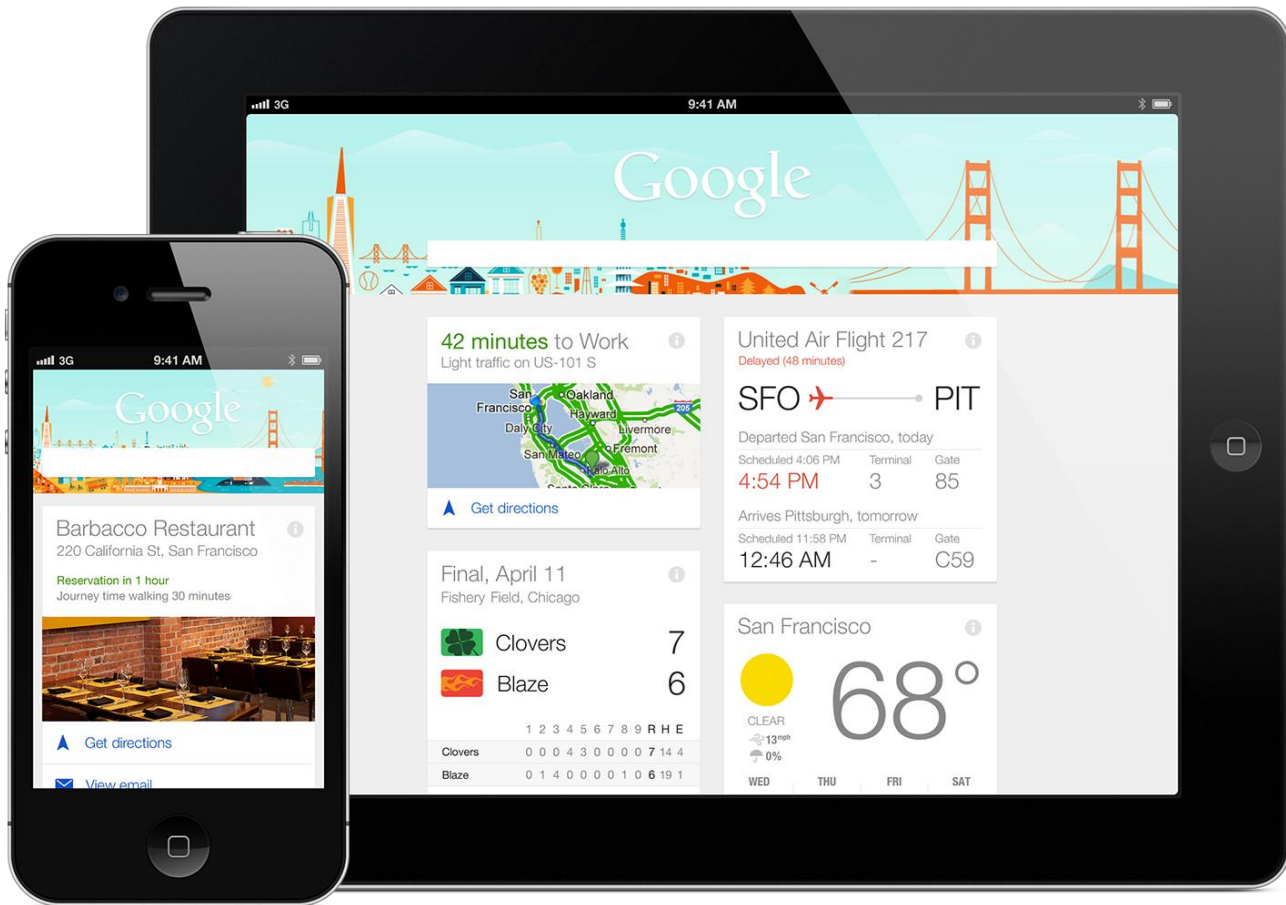 3G
9:41 AM
Google
42 minutes to Work
Light traffic on US-101 S
San Francisco
Oakland
Hayward
Daly City
Livermore
San Mateo
Fremont
Palo Alto
205
Get directions
Final, April 11
Fishery Field, Chicago
Clovers 7
Blaze 6
1 2 3 4 5 6 7 8 9 R H E
Clovers 0 0 0 4 3 0 0 0 0 7 14 4
Blaze 0 1 4 0 0 0 0 1 0 6 19 1
United Air Flight 217
Delayed (48 minutes)
SFO PIT
Departed San Francisco, today
Scheduled 4:06 PM Terminal Gate
4:54 PM 3 85
Arrives Pittsburgh, tomorrow
Scheduled 11:58 PM Terminal Gate
12:46 AM - C59
San Francisco
68°
CLEAR
13 mph
0%
WED THU FRI SAT
3G 9:41 AM
Google
Barbacco Restaurant
220 California St, San Francisco
Reservation in 1 hour
Journey time walking 30 minutes
Get directions
View email